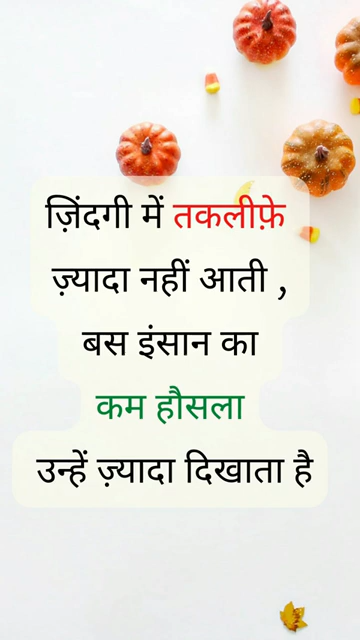 ज़िंदगी में तकलीफ़े
ज़्यादा नहीं आती ,
बस इंसान का
कम हौसला
उन्हें ज़्यादा दिखाता है